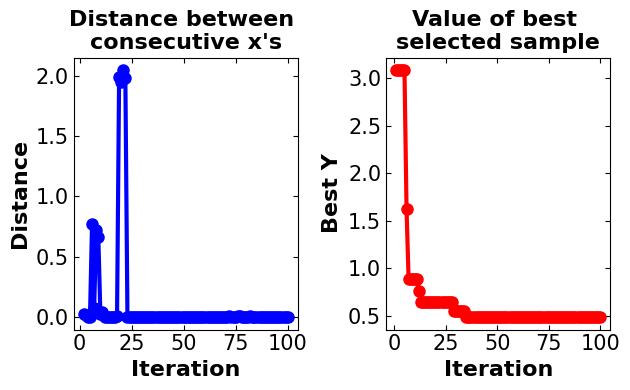 Distance between
consecutive x's
2.0
1.5
1.0
0.5
0.0
0
25
50
75
100
Distance
Iteration
Value of best
selected sample
3.0
2.5
2.0
1.5
1.0
0.5
0
25
50
75
100
Best Y
Iteration